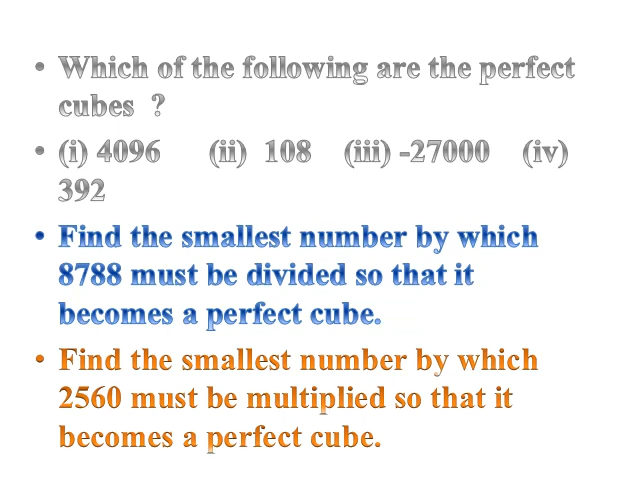 • Which of the following are the perfect
cubes ?
• (i) 4096 (ii) 108 (iii) -27000 (iv)
392
• Find the smallest number by which
8788 must be divided so that it
becomes a perfect cube.
• Find the smallest number by which
2560 must be multiplied so that it
becomes a perfect cube.